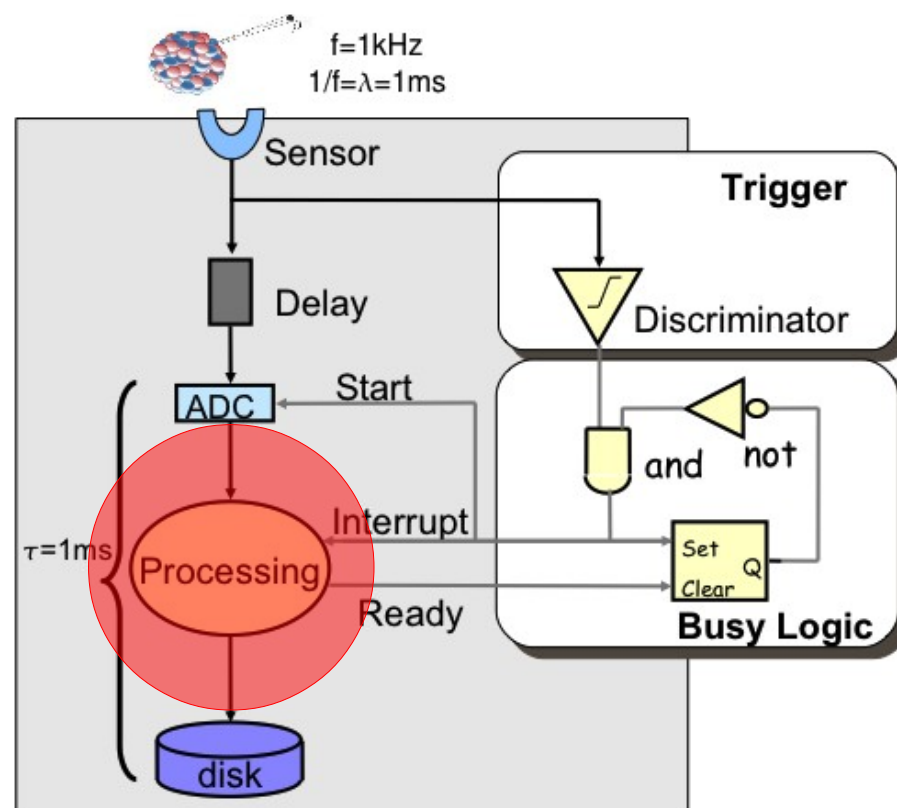 f=1kHz
1/f=λ=1ms
Sensor
Trigger
Delay
Discriminator
Start
ADC
and
not
Interrupt
τ=1ms
Processing
Set
Q
Clear
Ready
Busy Logic
disk